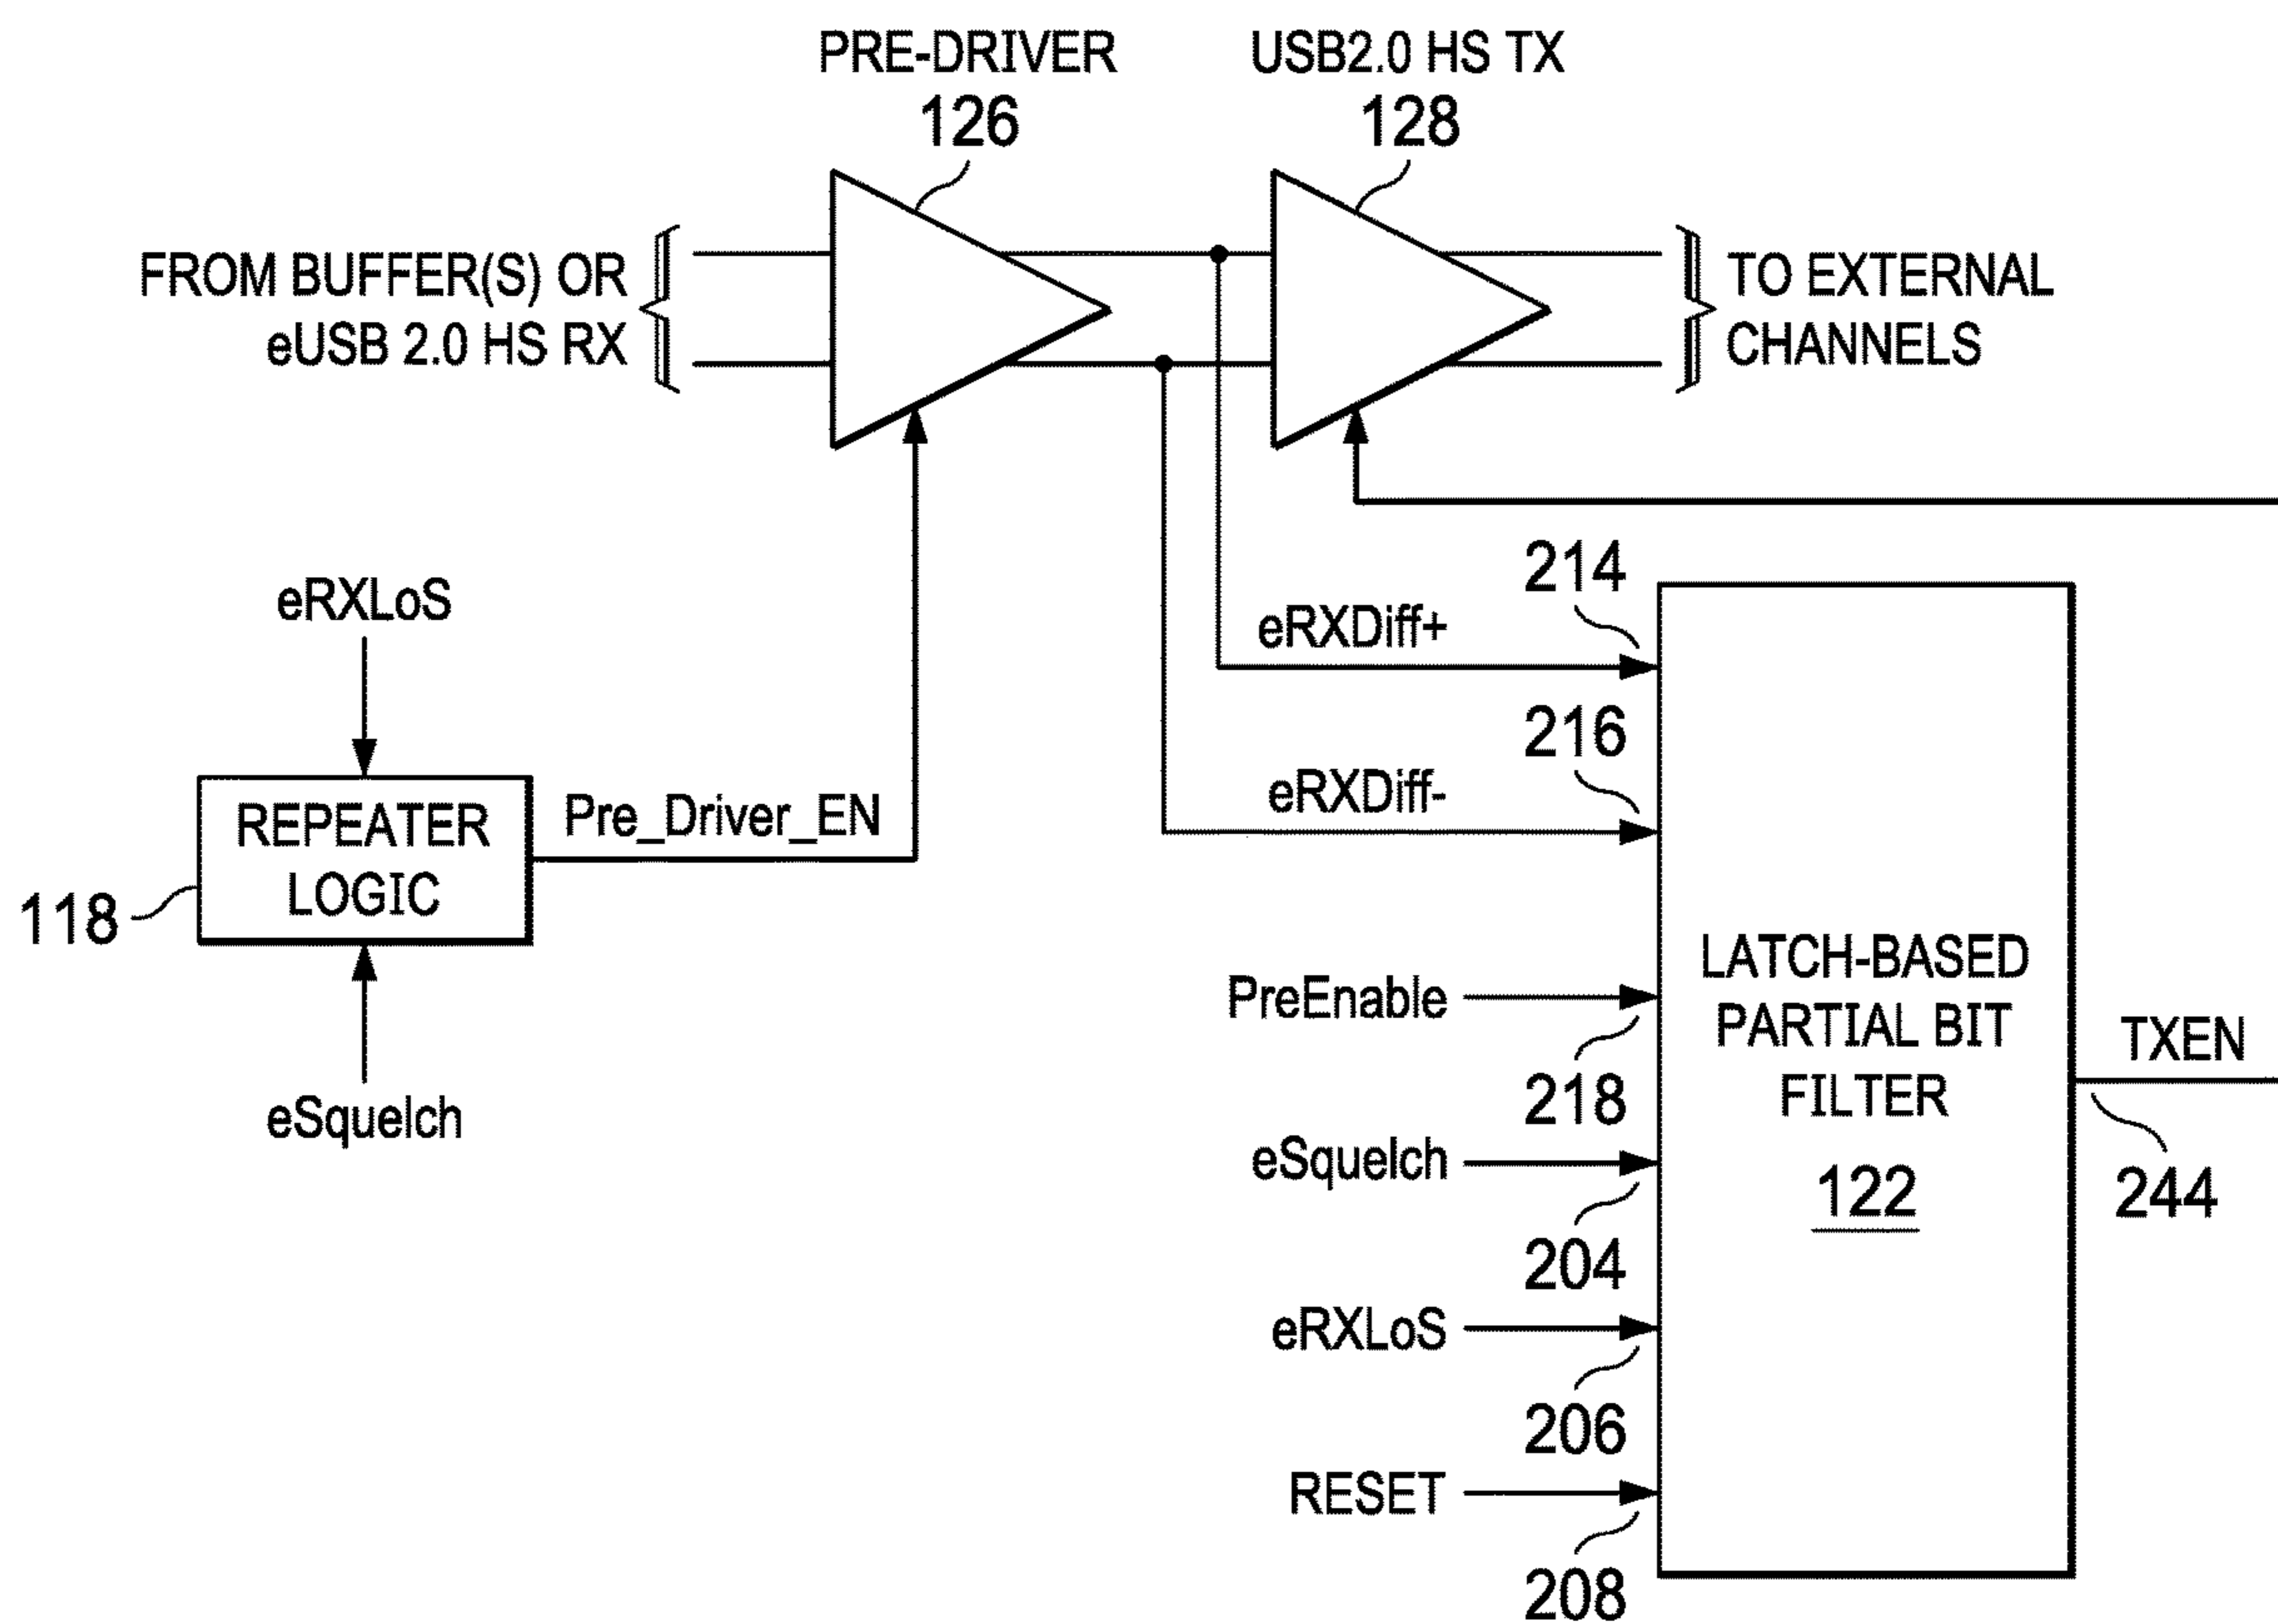 PRE-DRIVER
126
USB2.0 HS TX
128
FROM BUFFER(S) OR
eUSB 2.0 HS RX
TO EXTERNAL
CHANNELS
eRXLoS
REPEATER
LOGIC
118
Pre_Driver_EN
eSquelch
214
eRXDiff+
216
eRXDiff-
PreEnable
218
eSquelch
204
eRXLoS
206
RESET
208
LATCH-BASED
PARTIAL BIT
FILTER
122
TXEN
244